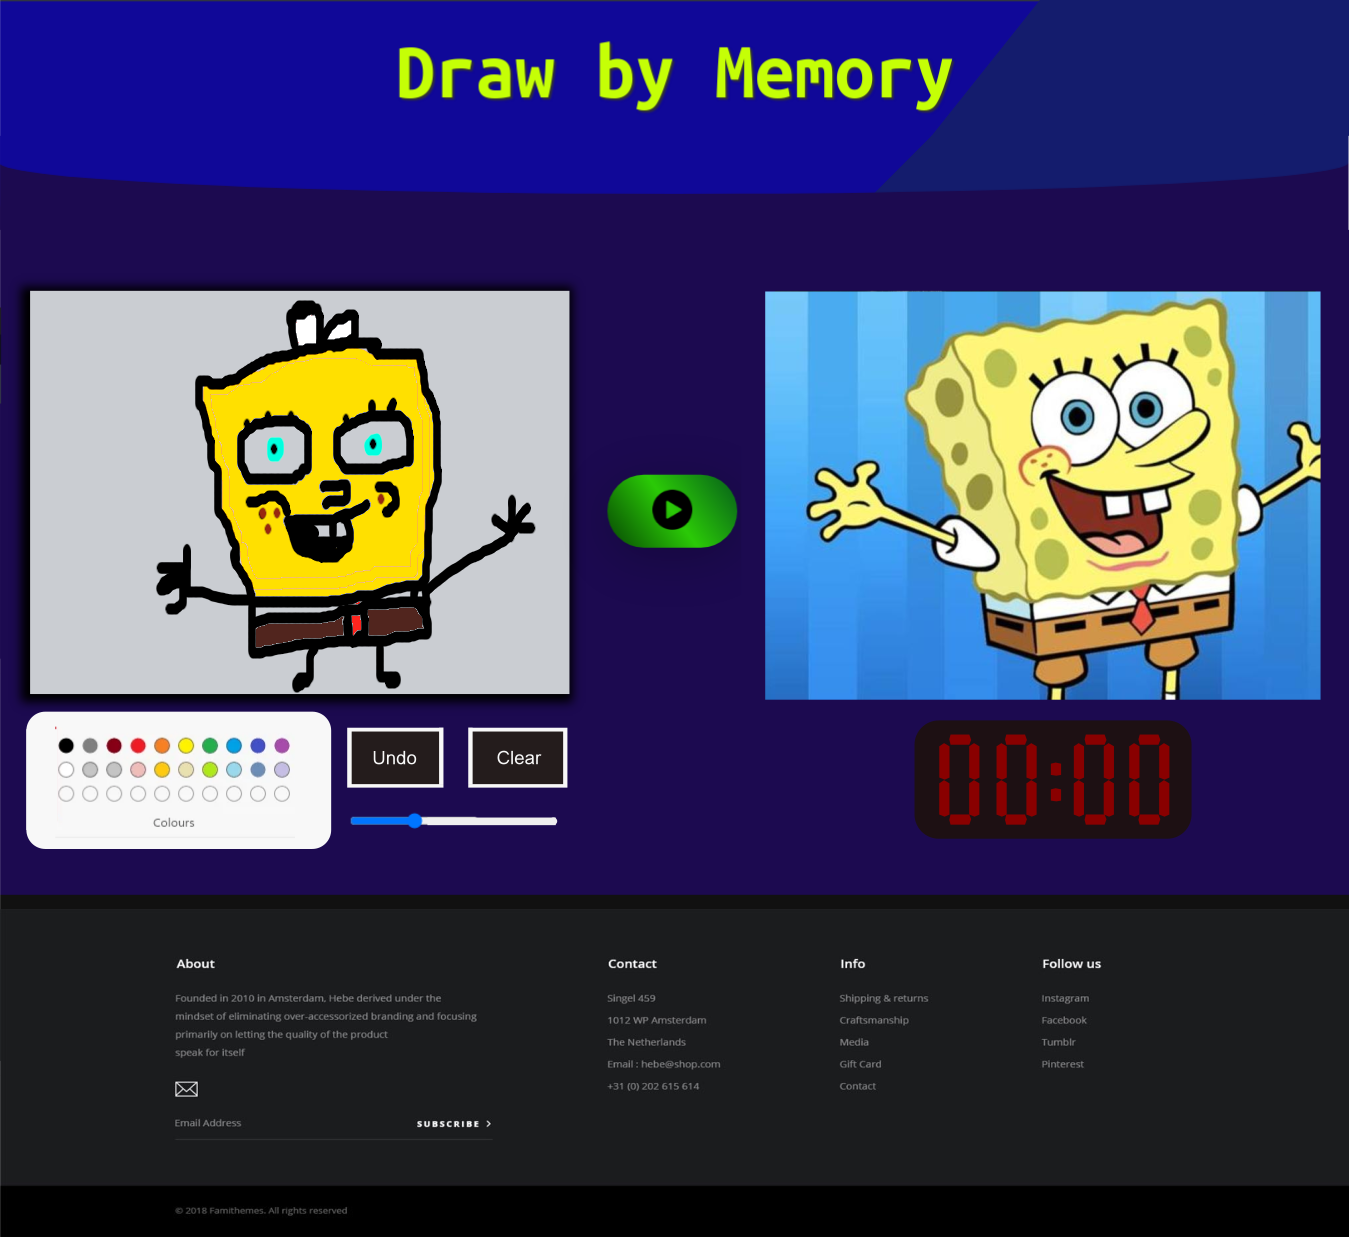 Draw by Memory
Undo
Clear
Colours
00:00
About
Founded in 2010 in Amsterdam, Hebe derived under the
mindset of eliminating over-accessorized branding and focusing
primarily on letting the quality of the product
speak for itself
Email Address
SUBSCRIBE >
Contact
Singel 459
1012 WP Amsterdam
The Netherlands
Email : hebe@shop.com
+31 (0) 202 615 614
Info
Shipping & returns
Craftsmanship
Media
Gift Card
Contact
Follow us
Instagram
Facebook
Tumblr
Pinterest
© 2018 Famithemes. All rights reserved